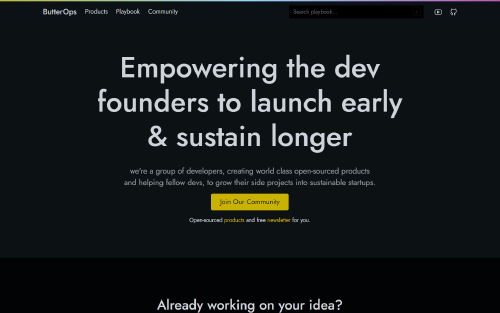 ButterOps Products Playbook Community Search playbook...
Empowering the dev
founders to launch early
& sustain longer
we're a group of developers, creating world class open-sourced products
and helping fellow devs, to grow their side projects into sustainable startups.
Join Our Community
Open-sourced products and free newsletter for you.
Already working on your idea?